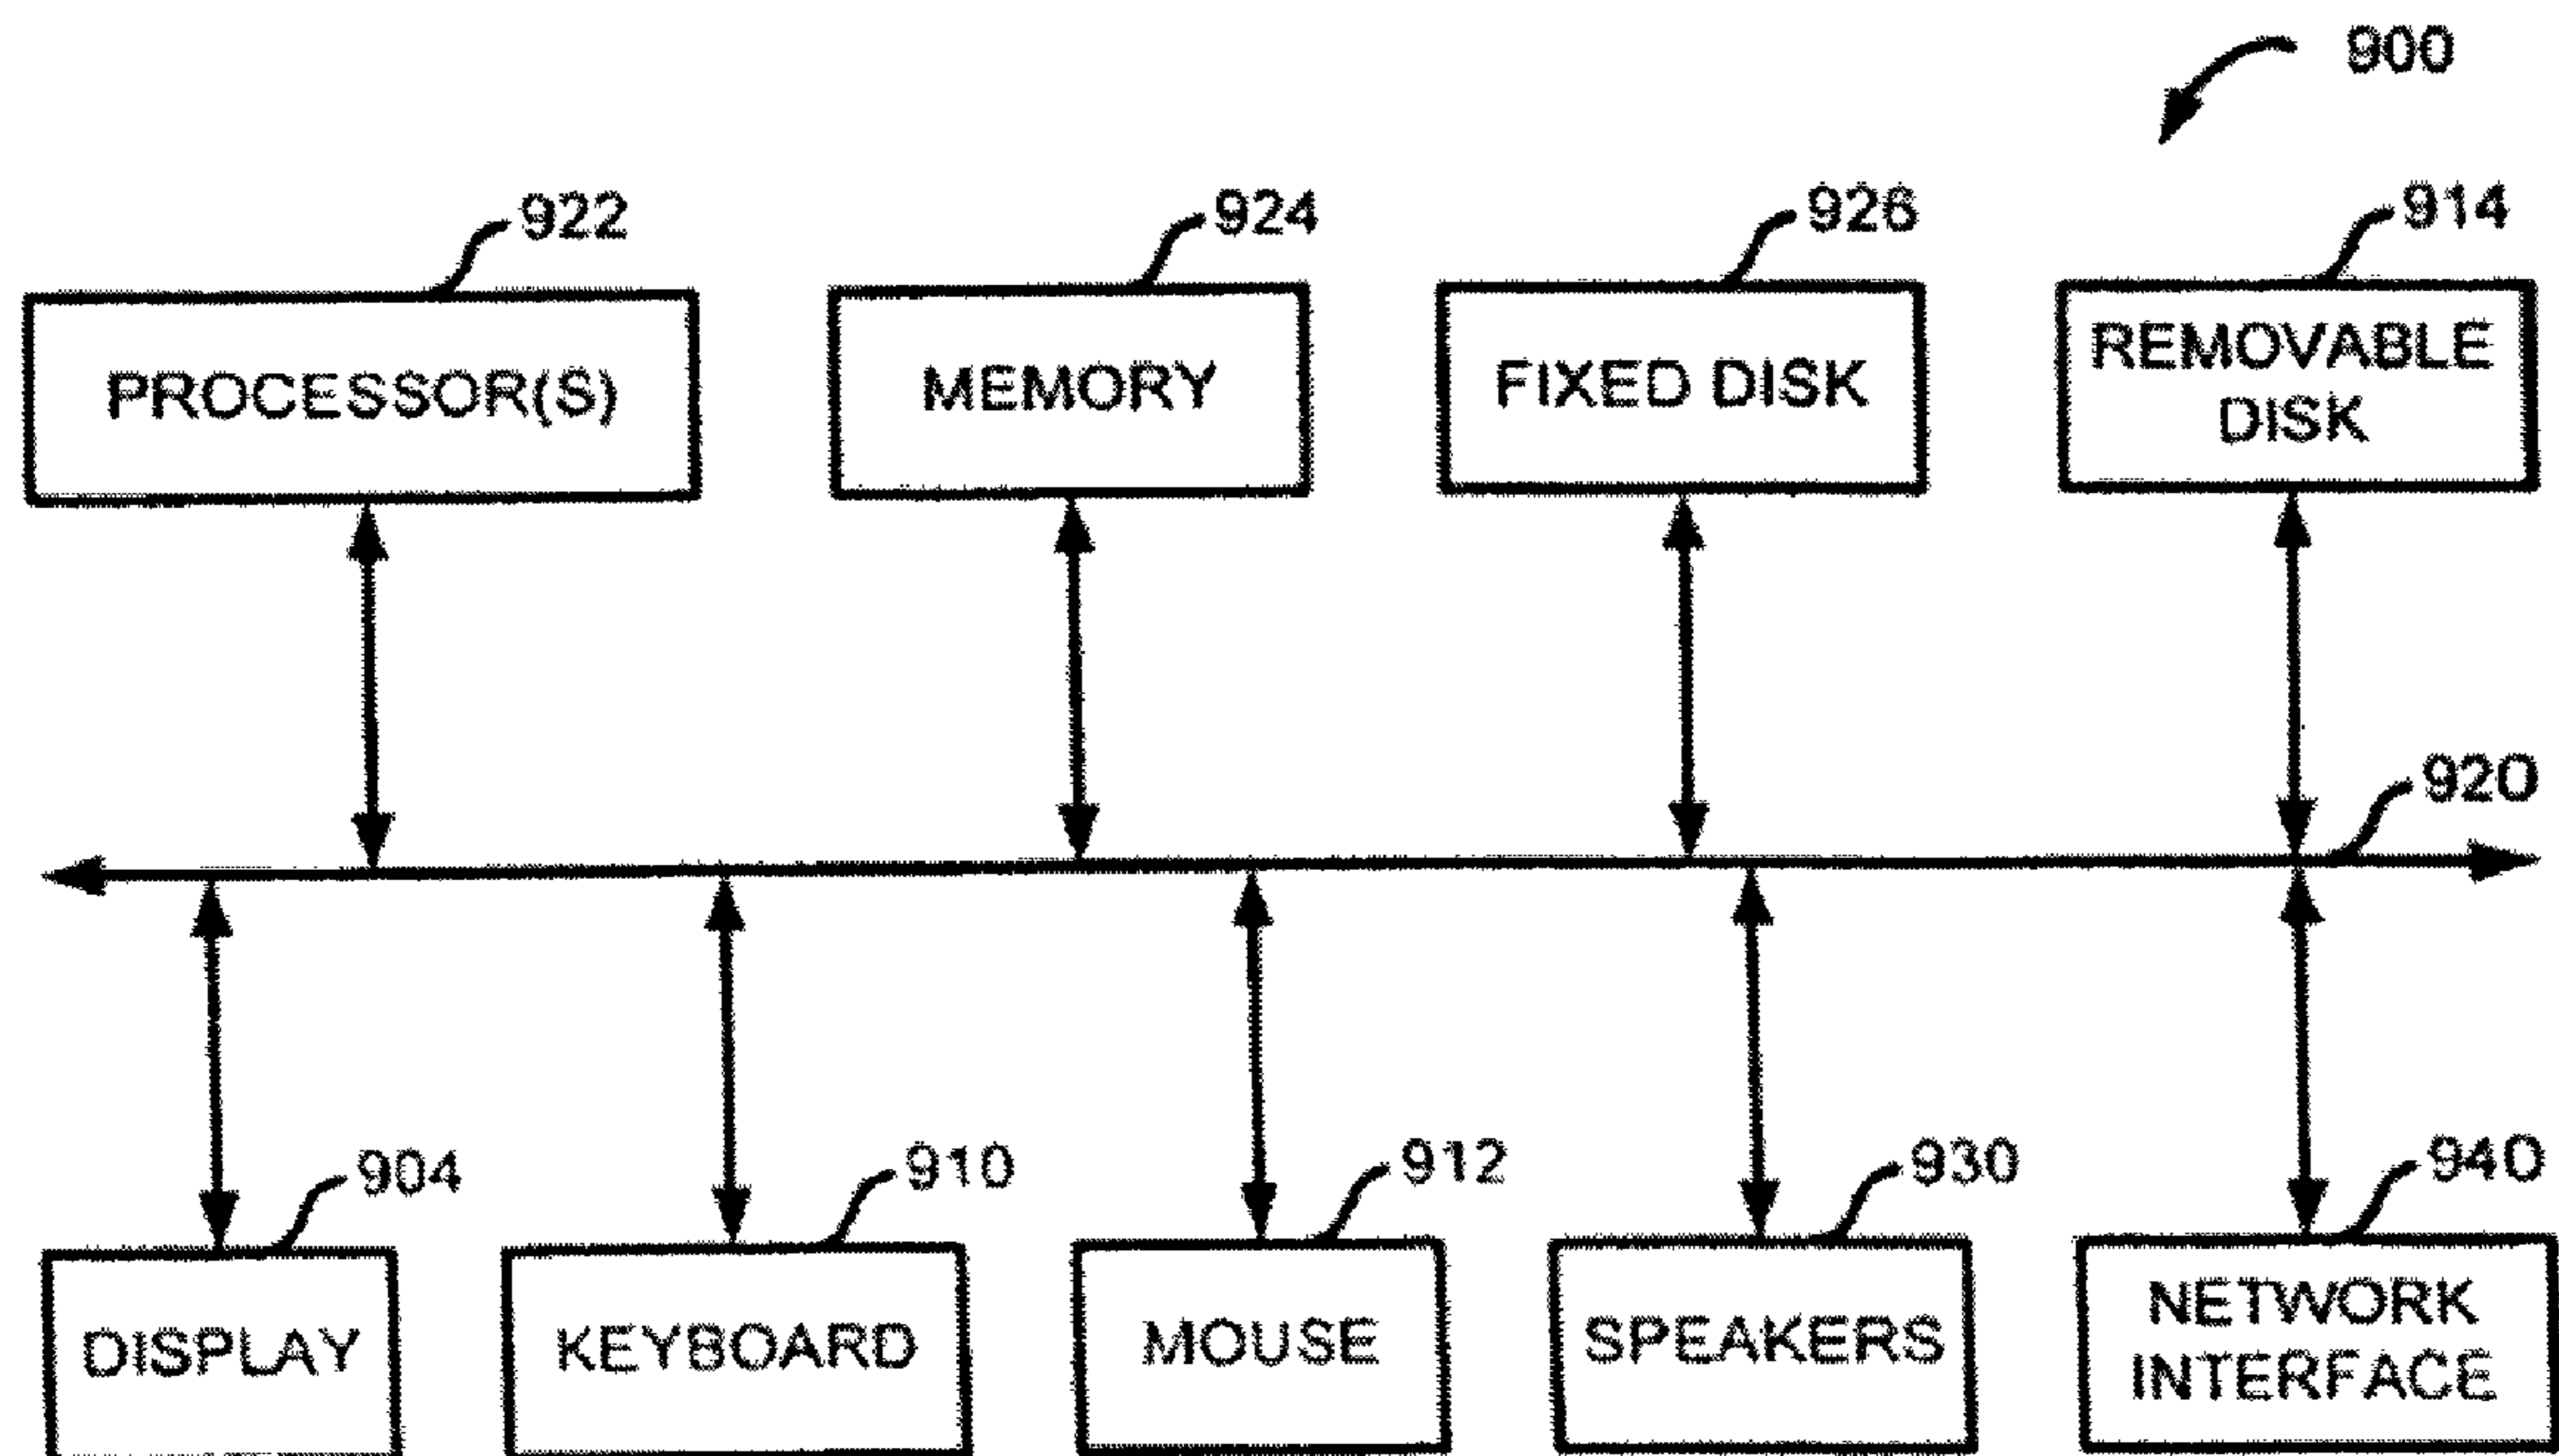 900
922
924
926
914
PROCESSOR(S)
MEMORY
FIXED DISK
REMOVABLE
DISK
920
904
910
912
930
940
DISPLAY
KEYBOARD
MOUSE
SPEAKERS
NETWORK
INTERFACE